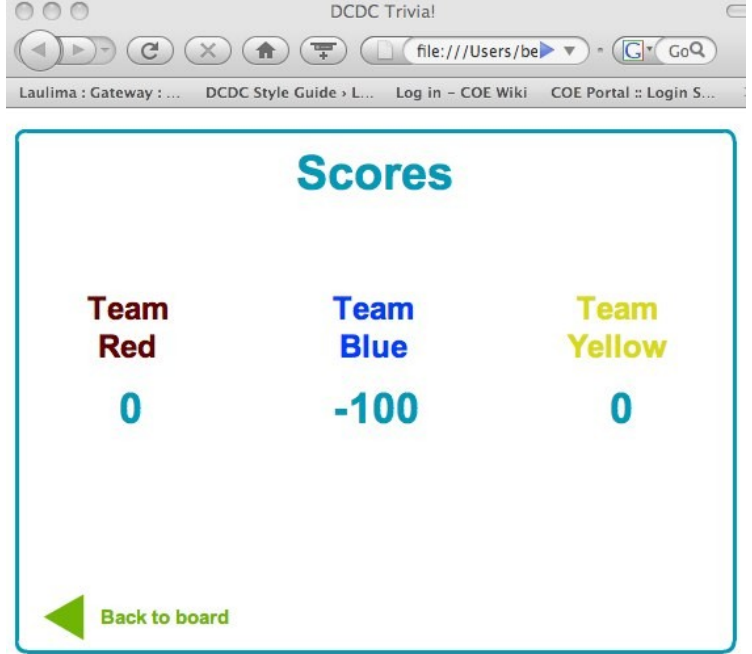 DCDC Trivia!
file:///Users/be
G GoQ
Laulima : Gateway : ... DCDC Style Guide › L... Log in – COE Wiki COE Portal :: Login S...
Scores
Team Team Team
Red Blue Yellow
0 -100 0
Back to board